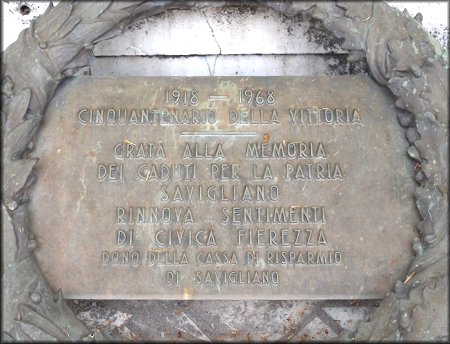 1918 — 1968
CINQUANTENARIO DELLA VITTORIA
GRATA ALLA MEMORIA
DEI CADUTI PER LA PATRIA
SAVIGLIANO
RINNOVA SENTIMENTI
DI CIVICA FIEREZZA
DONO DELLA CASSA DI RISPARMIO
DI SAVIGLIANO